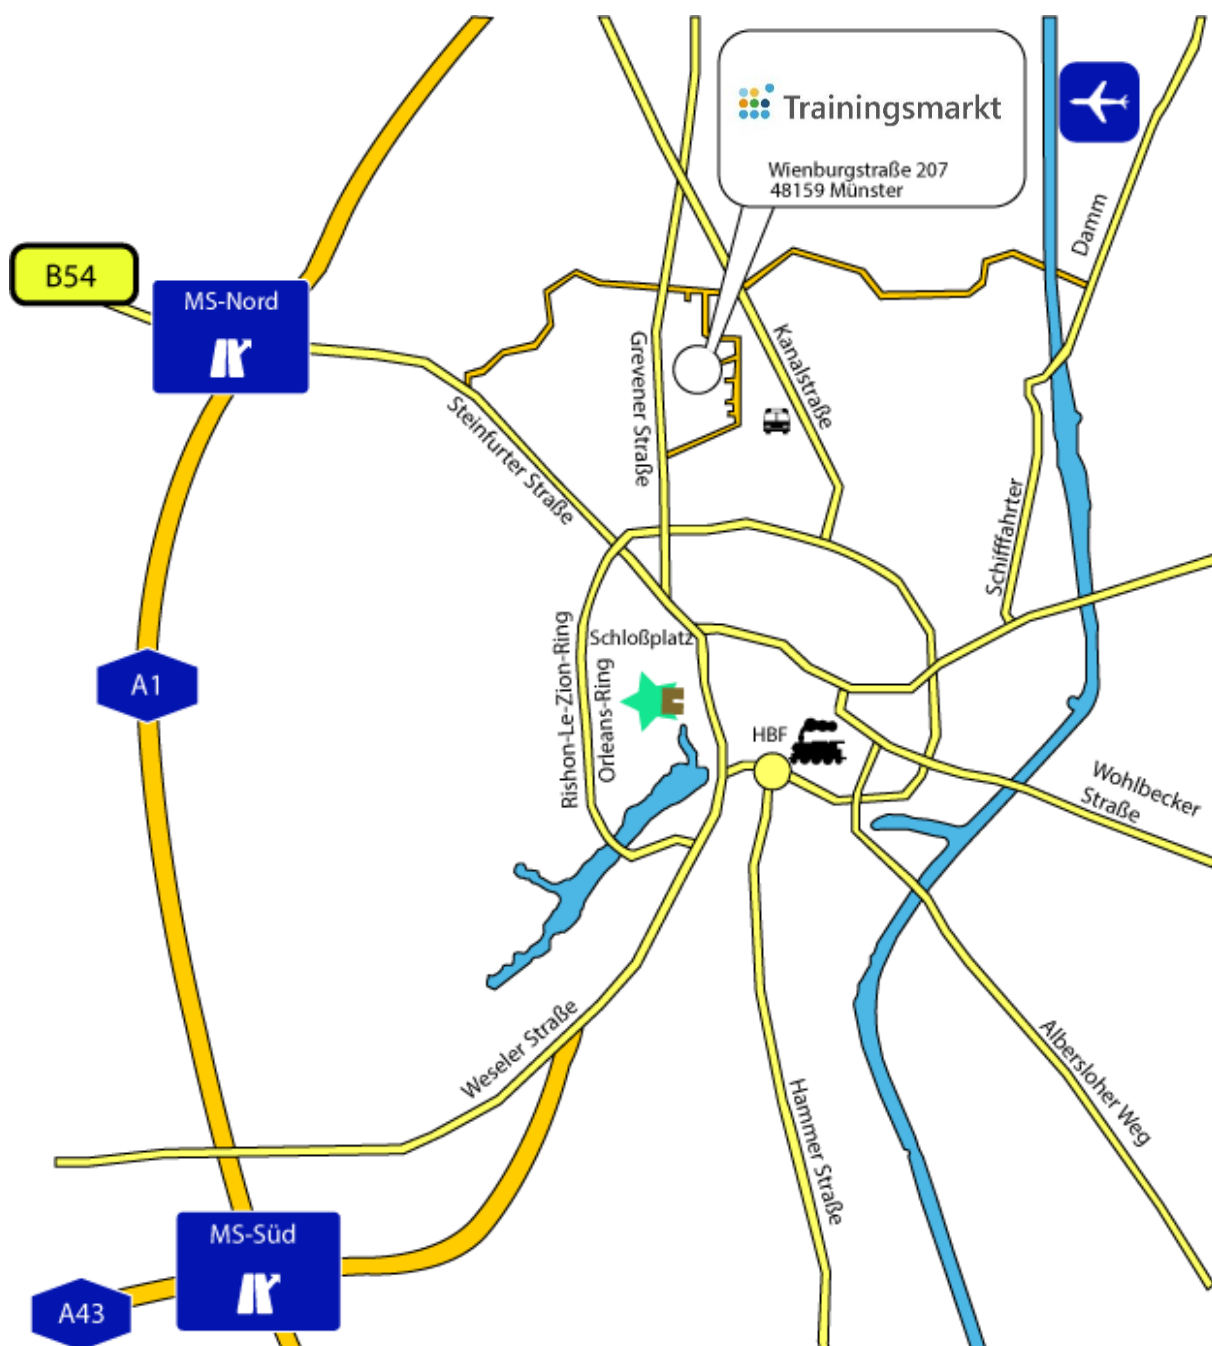 Trainingsmarkt
Wienburgstraße 207
48159 Münster
B54
MS-Nord
Damm
Grevener Straße
Kanalstraße
Steinfurter Straße
Schifffahrter
Schloßplatz
Rishon-Le-Zion-Ring
Orleans-Ring
A1
HBF
Wohlbecker
Straße
Weseler Straße
Albersloher Weg
Hammer Straße
MS-Süd
A43